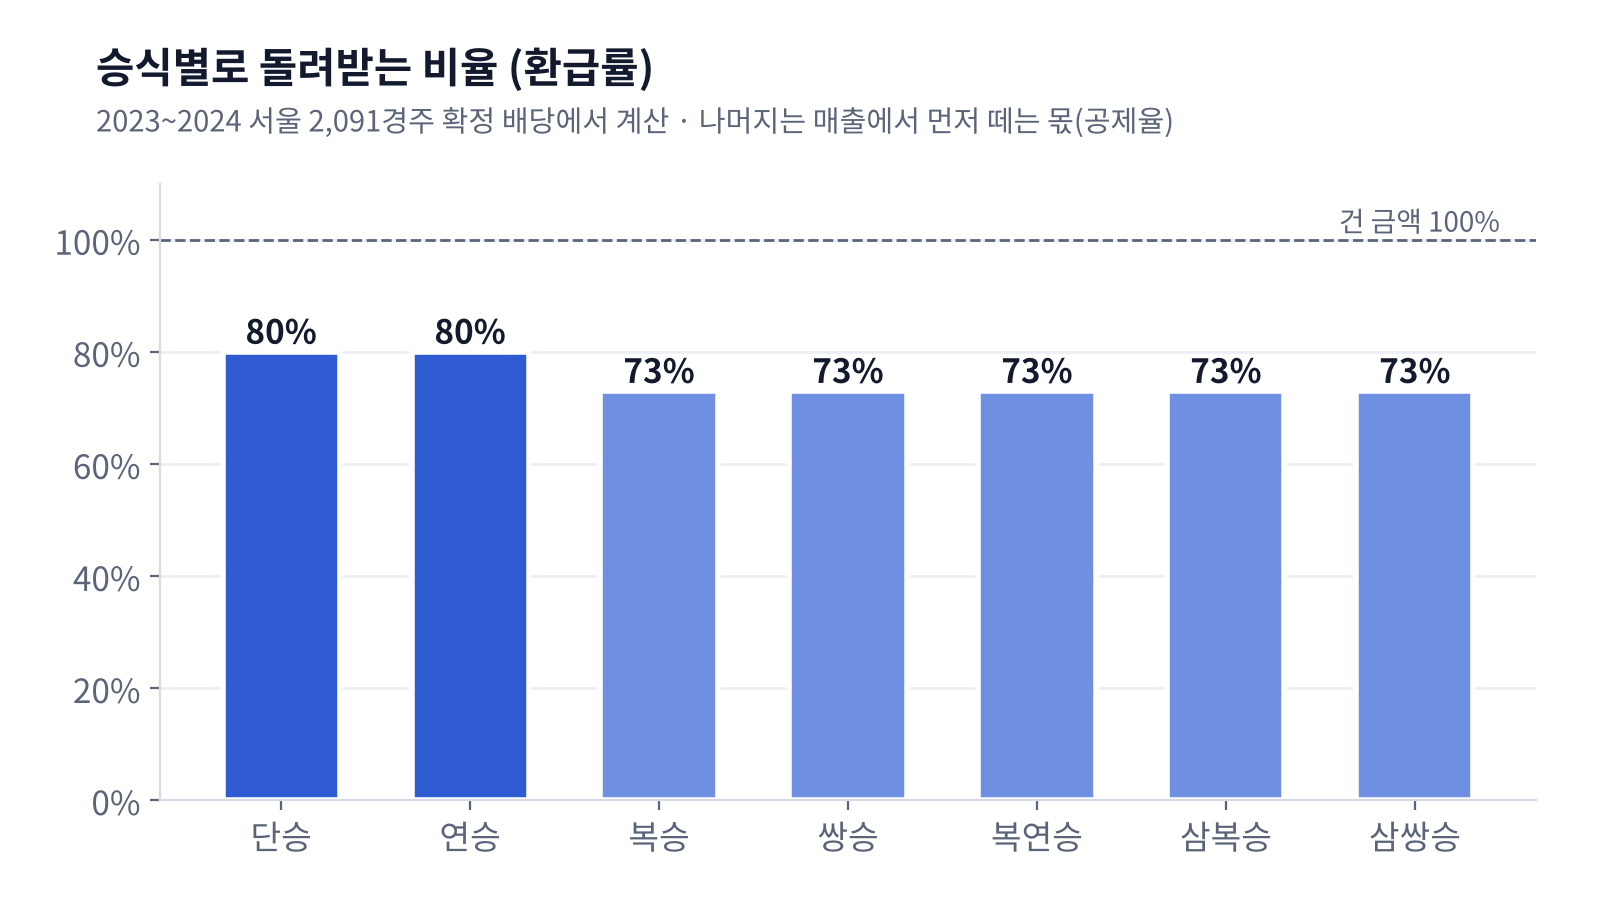 승식별로 돌려받는 비율 (환급률)
2023~2024 서울 2,091경주 확정 배당에서 계산 · 나머지는 매출에서 먼저 떼는 몫(공제율)
건 금액 100%
100%
80%
60%
40%
20%
0%
80%
80%
73%
73%
73%
73%
73%
단승
연승
복승
쌍승
복연승
삼복승
삼쌍승